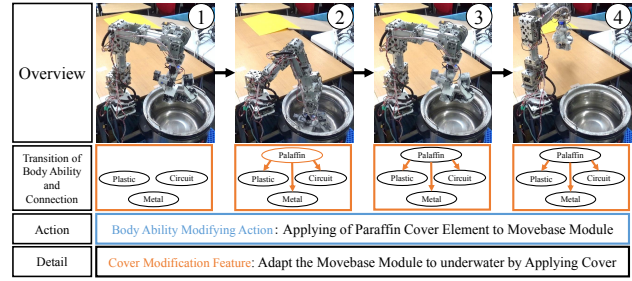 Overview
1
2
3
4
Transition of
Body Ability
and
Connection
Plastic
Circuit
Metal
Palaffin
Plastic
Circuit
Metal
Palaffin
Plastic
Circuit
Metal
Palaffin
Plastic
Circuit
Metal
Action
Body Ability Modifying Action: Applying of Paraffin Cover Element to Movebase Module
Detail
Cover Modification Feature: Adapt the Movebase Module to underwater by Applying Cover